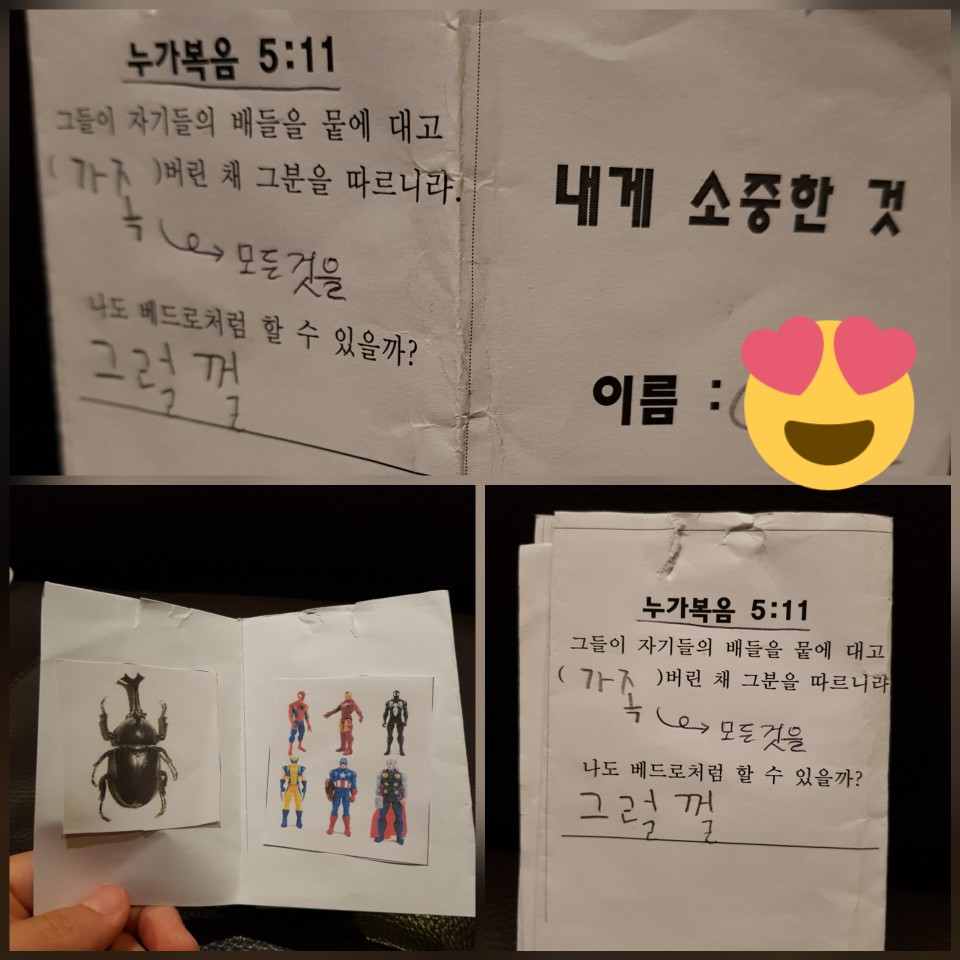 누가복음 5:11
그들이 자기들의 배들을 뭍에 대고
( 가족 )버린 채 그분을 따르니라.
모든것을
나도 베드로처럼 할 수 있을까?
그럴껄
내게 소중한 것
이름 :
누가복음 5:11
그들이 자기들의 배들을 뭍에 대고
( 가족 )버린 채 그분을 따르니라
모든것을
나도 베드로처럼 할 수 있을까?
그럴껄